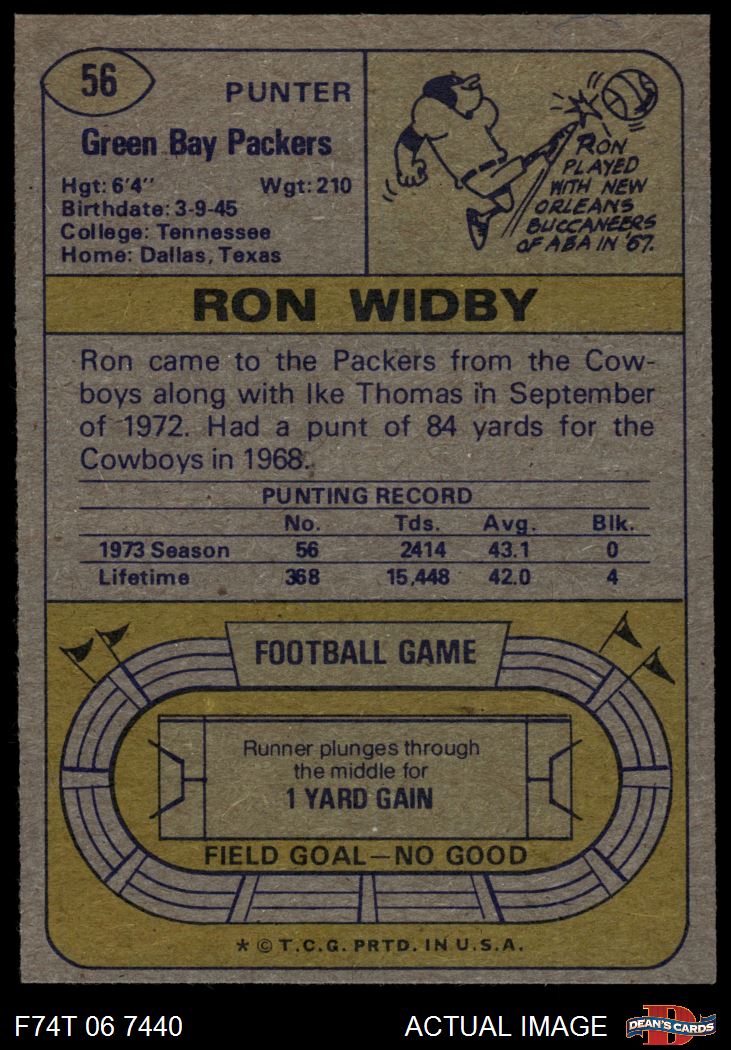 56
PUNTER
Green Bay Packers
Hgt: 6'4" Wgt: 210
Birthdate: 3-9-45
College: Tennessee
Home: Dallas, Texas
RON
PLAYED
WITH NEW
ORLEANS
BUCCANEERS
OF ABA IN '67.
RON WIDBY
Ron came to the Packers from the Cow-
boys along with Ike Thomas in September
of 1972. Had a punt of 84 yards for the
Cowboys in 1968.
PUNTING RECORD
No. Tds. Avg. Blk.
1973 Season 56 2414 43.1 0
Lifetime 368 15,448 42.0 4
FOOTBALL GAME
Runner plunges through
the middle for
1 YARD GAIN
FIELD GOAL—NO GOOD
* © T.C.G. PRTD. IN U.S.A.
F74T 06 7440 ACTUAL IMAGE
D
DEAN'S CARDS